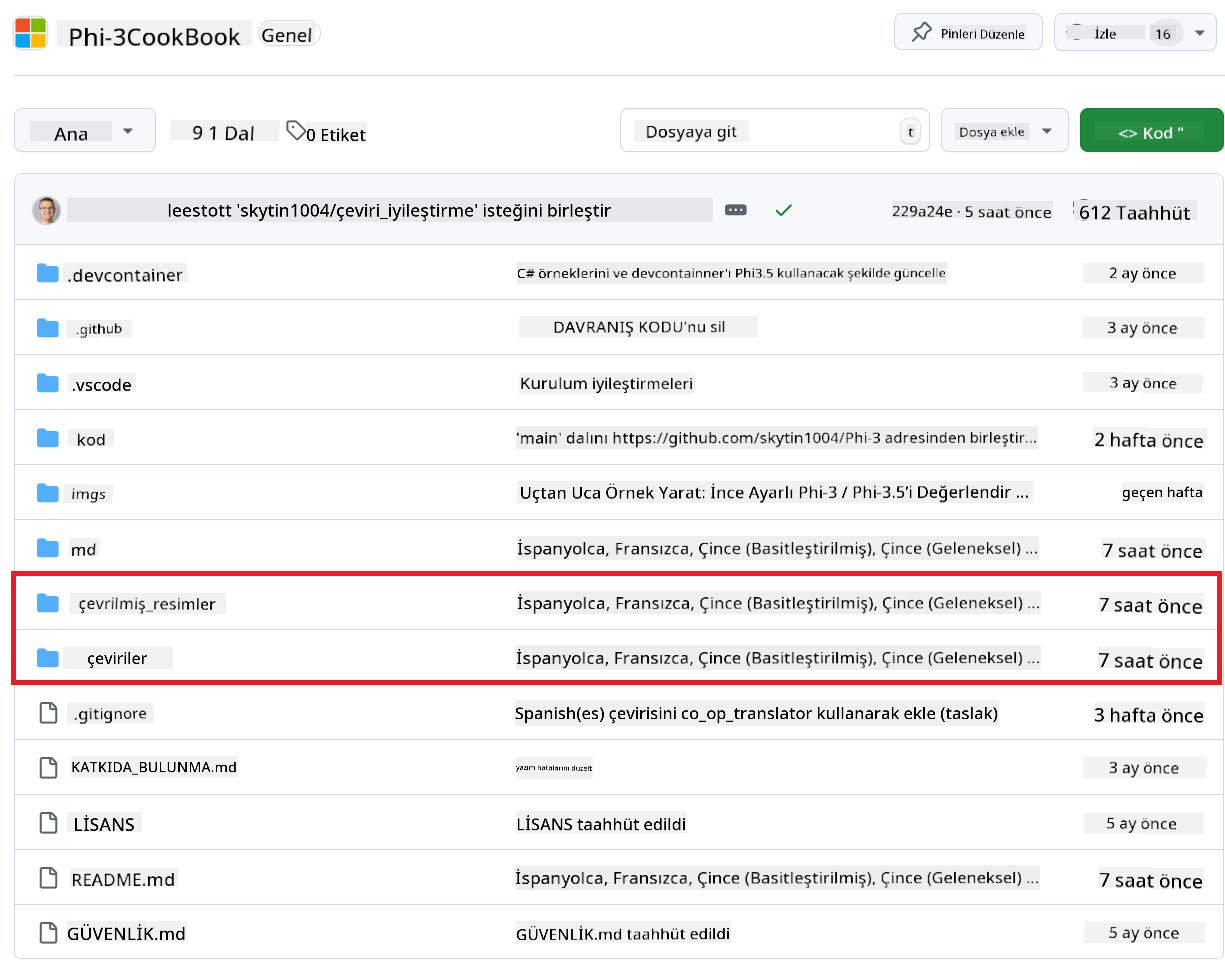 Phi-3CookBook Genel Pinleri Düzenle İzle 16
Ana 9 1 Dal 0 Etiket Dosyaya git t Dosya ekle <> Kod "
leestott 'skytin1004/çeviri_iyileştirme' isteğini birleştir 229a24e · 5 saat önce 612 Taahhüt
.devcontainer C# örneklerini ve devcontainner'ı Phi3.5 kullanacak şekilde güncelle 2 ay önce
.github DAVRANIŞ KODU'nu sil 3 ay önce
.vscode Kurulum iyileştirmeleri 3 ay önce
kod 'main' dalını https://github.com/skytin1004/Phi-3 adresinden birleştir... 2 hafta önce
imgs Uçtan Uca Örnek Yarat: İnce Ayarlı Phi-3 / Phi-3.5’i Değerlendir ... geçen hafta
md İspanyolca, Fransızca, Çince (Basitleştirilmiş), Çince (Geleneksel) ... 7 saat önce
çevrilmiş_resimler İspanyolca, Fransızca, Çince (Basitleştirilmiş), Çince (Geleneksel) ... 7 saat önce
çeviriler İspanyolca, Fransızca, Çince (Basitleştirilmiş), Çince (Geleneksel) ... 7 saat önce
.gitignore Spanish(es) çevirisini co_op_translator kullanarak ekle (taslak) 3 hafta önce
KATKIDA_BULUNMA.md yazım hatalarını düzelt 3 ay önce
LİSANS LİSANS taahhüt edildi 5 ay önce
README.md İspanyolca, Fransızca, Çince (Basitleştirilmiş), Çince (Geleneksel) ... 7 saat önce
GÜVENLİK.md GÜVENLİK.md taahhüt edildi 5 ay önce